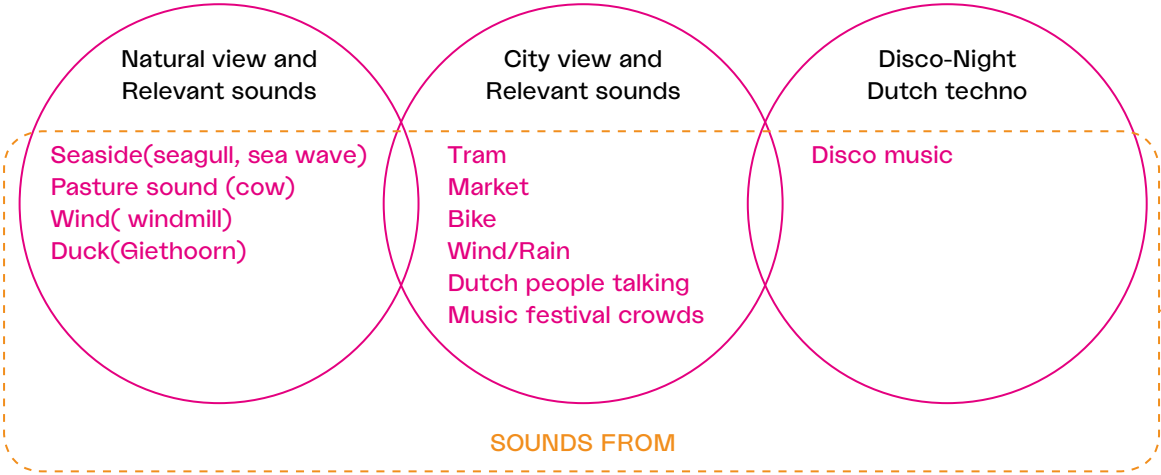 Natural view and
Relevant sounds
Seaside(seagull, sea wave)
Pasture sound (cow)
Wind( windmill)
Duck(Giethoorn)
City view and
Relevant sounds
Tram
Market
Bike
Wind/Rain
Dutch people talking
Music festival crowds
Disco-Night
Dutch techno
Disco music
SOUNDS FROM